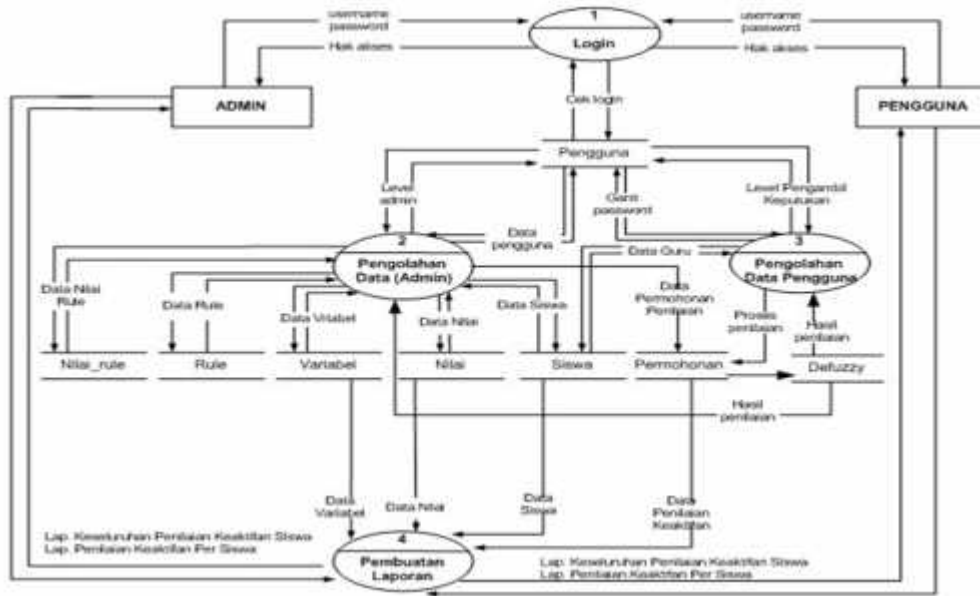 username
password
Hak akses
1
Login
username
password
Hak akses
ADMIN
PENGGUNA
Cek login
Pengguna
Level
admin
Ganti
password
Level Pengambil
Keputukan
2
Pengolahan
Data (Admin)
Data
pengguna
Data Guru
3
Pengolahan
Data Pengguna
Data Nilai
Rule
Data Rule
Data Nilai
Data Siswa
Data
Permohonan
Penilaian
Proses
penilaian
Hasil
penilaian
Nilai_rule
Rule
Variabel
Nilai
Siswa
Permohonan
Defuzzy
Hasil
penilaian
Data
Variabel
Data Nilai
Data
Siswa
Data
Penilaian
Keaktifan
Lap. Keseluruhan Penilaian Keaktifan Siswa
Lap. Penilaian Keaktifan Per Siswa
4
Pembuatan
Laporan
Lap. Keseluruhan Penilaian Keaktifan Siswa
Lap. Penilaian Keaktifan Per Siswa